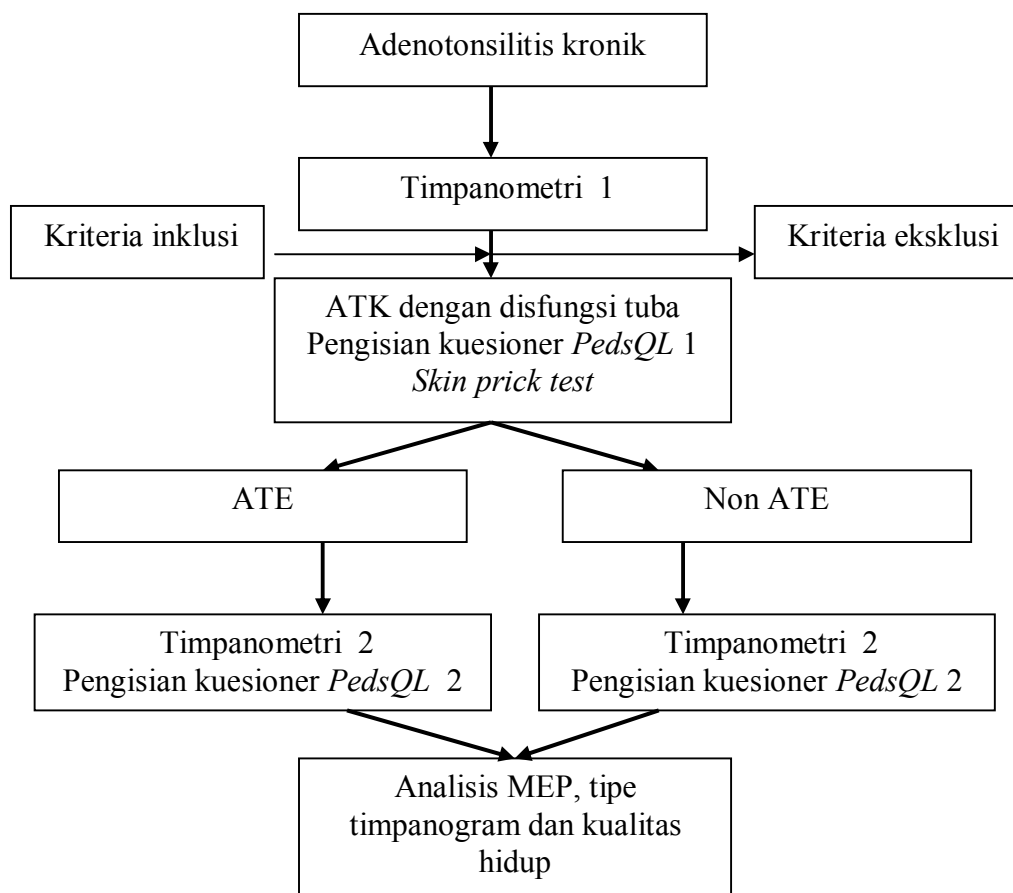 Adenotonsilitis kronik
Timpanometri 1
Kriteria inklusi
Kriteria eksklusi
ATK dengan disfungsi tuba
Pengisian kuesioner PedsQL 1
Skin prick test
ATE
Non ATE
Timpanometri 2
Pengisian kuesioner PedsQL 2
Timpanometri 2
Pengisian kuesioner PedsQL 2
Analisis MEP, tipe
timpanogram dan kualitas
hidup